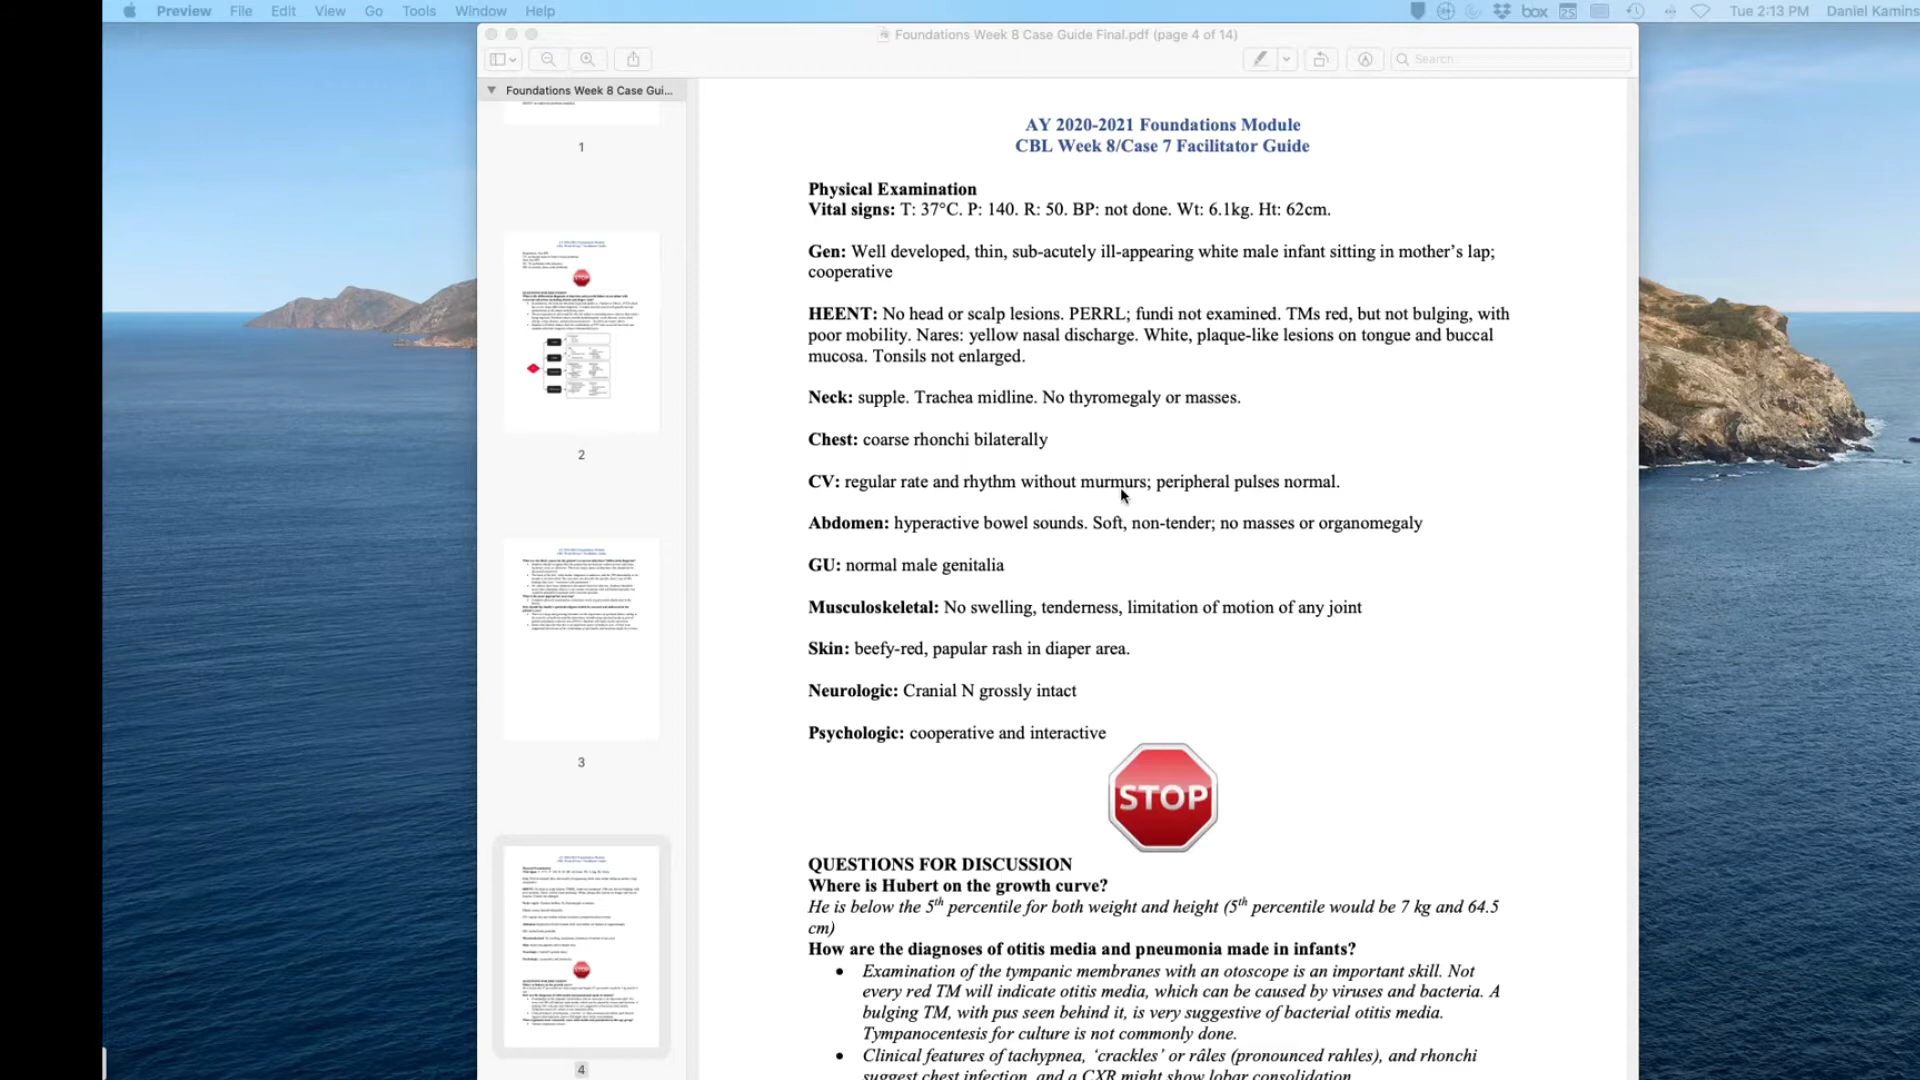 Preview File Edit View Go Tools Window Help
box 25 Tue 2:13 PM Daniel Kamins
Foundations Week 8 Case Guide Final.pdf (page 4 of 14)
Search
Foundations Week 8 Case Gui...
1
2
3
4
AY 2020-2021 Foundations Module
CBL Week 8/Case 7 Facilitator Guide
Physical Examination
Vital signs: T: 37°C. P: 140. R: 50. BP: not done. Wt: 6.1kg. Ht: 62cm.
Gen: Well developed, thin, sub-acutely ill-appearing white male infant sitting in mother’s lap;
cooperative
HEENT: No head or scalp lesions. PERRL; fundi not examined. TMs red, but not bulging, with
poor mobility. Nares: yellow nasal discharge. White, plaque-like lesions on tongue and buccal
mucosa. Tonsils not enlarged.
Neck: supple. Trachea midline. No thyromegaly or masses.
Chest: coarse rhonchi bilaterally
CV: regular rate and rhythm without murmurs; peripheral pulses normal.
Abdomen: hyperactive bowel sounds. Soft, non-tender; no masses or organomegaly
GU: normal male genitalia
Musculoskeletal: No swelling, tenderness, limitation of motion of any joint
Skin: beefy-red, papular rash in diaper area.
Neurologic: Cranial N grossly intact
Psychologic: cooperative and interactive
STOP
QUESTIONS FOR DISCUSSION
Where is Hubert on the growth curve?
He is below the 5th percentile for both weight and height (5th percentile would be 7 kg and 64.5
cm)
How are the diagnoses of otitis media and pneumonia made in infants?
• Examination of the tympanic membranes with an otoscope is an important skill. Not
every red TM will indicate otitis media, which can be caused by viruses and bacteria. A
bulging TM, with pus seen behind it, is very suggestive of bacterial otitis media.
Tympanocentesis for culture is not commonly done.
• Clinical features of tachypnea, ‘crackles’ or râles (pronounced rahles), and rhonchi
suggest chest infection, and a CXR might show lobar consolidation.